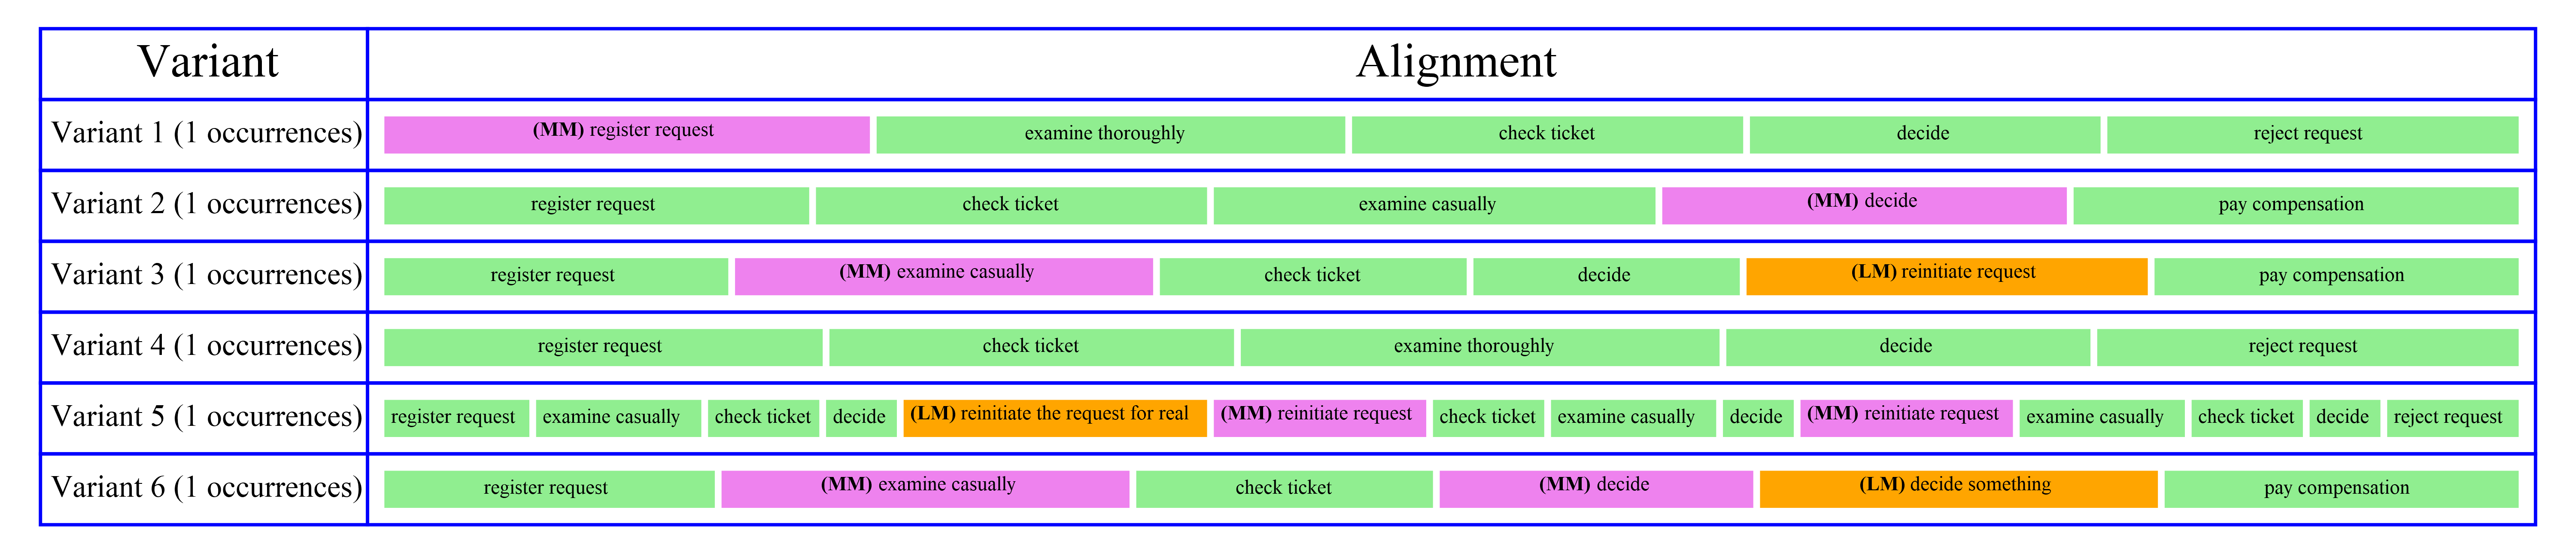 Variant Alignment
Variant 1 (1 occurrences) (MM) register request examine thoroughly check ticket decide reject request
Variant 2 (1 occurrences) register request check ticket examine casually (MM) decide pay compensation
Variant 3 (1 occurrences) register request (MM) examine casually check ticket decide (LM) reinitiate request pay compensation
Variant 4 (1 occurrences) register request check ticket examine thoroughly decide reject request
Variant 5 (1 occurrences) register request examine casually check ticket decide (LM) reinitiate the request for real (MM) reinitiate request check ticket examine casually decide (MM) reinitiate request examine casually check ticket decide reject request
Variant 6 (1 occurrences) register request (MM) examine casually check ticket (MM) decide (LM) decide something pay compensation